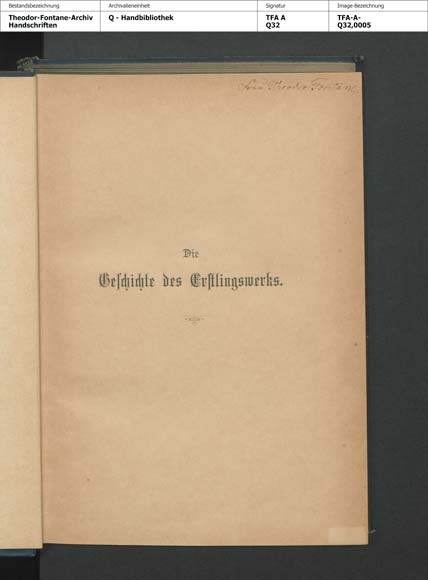 Bestandsbezeichnung
Archivalieneinheit
Signatur
Image-Bezeichnung
Theodor-Fontane-Archiv
Handschriften
Q - Handbibliothek
TFA A
Q32
TFA-A-
Q32,0005
Theodor Fontane
Die
Geschichte des Erstlingswerks.